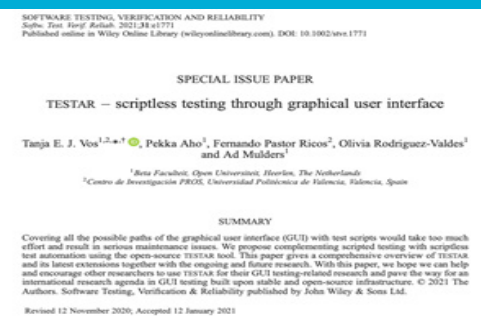 SOFTWARE TESTING, VERIFICATION AND RELIABILITY
Softw. Test. Verif. Reliab. 2021;31:e1771
Published online in Wiley Online Library (wileyonlinelibrary.com). DOI: 10.1002/stvr.1771
SPECIAL ISSUE PAPER
TESTAR – scriptless testing through graphical user interface
Tanja E. J. Vos1,2,*,†, Pekka Aho1, Fernando Pastor Ricos2, Olivia Rodriguez-Valdes1
and Ad Mulders1
1Beta Faculteit, Open Universiteit, Heerlen, The Netherlands
2Centro de Investigación PROS, Universidad Politécnica de Valencia, Valencia, Spain
SUMMARY
Covering all the possible paths of the graphical user interface (GUI) with test scripts would take too much
effort and result in serious maintenance issues. We propose complementing scripted testing with scriptless
test automation using the open-source TESTAR tool. This paper gives a comprehensive overview of TESTAR
and its latest extensions together with the ongoing and future research. With this paper, we hope we can help
and encourage other researchers to use TESTAR for their GUI testing-related research and pave the way for an
international research agenda in GUI testing built upon stable and open-source infrastructure. © 2021 The
Authors. Software Testing, Verification & Reliability published by John Wiley & Sons Ltd.
Revised 12 November 2020; Accepted 12 January 2021